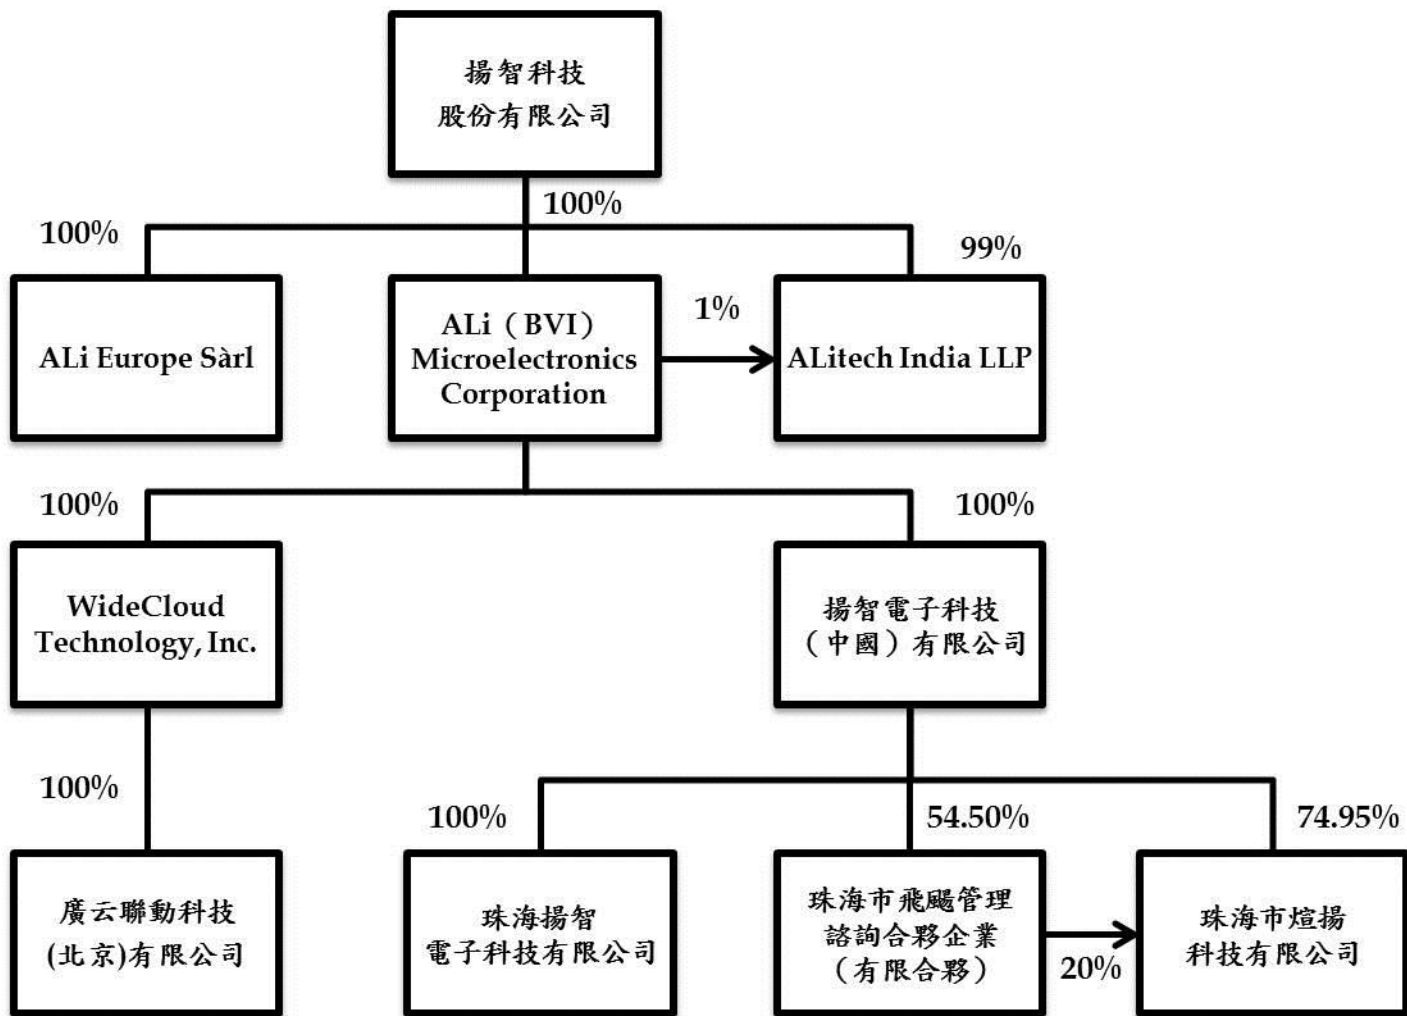 揚智科技
股份有限公司
100%
100%
99%
ALi Europe Sàrl
ALi（BVI）
Microelectronics
Corporation
1%
ALitech India LLP
100%
100%
WideCloud
Technology, Inc.
揚智電子科技
（中國）有限公司
100%
100%
54.50%
74.95%
廣云聯動科技
(北京)有限公司
珠海揚智
電子科技有限公司
珠海市飛颺管理
諮詢合夥企業
（有限合夥）
20%
珠海市煊揚
科技有限公司